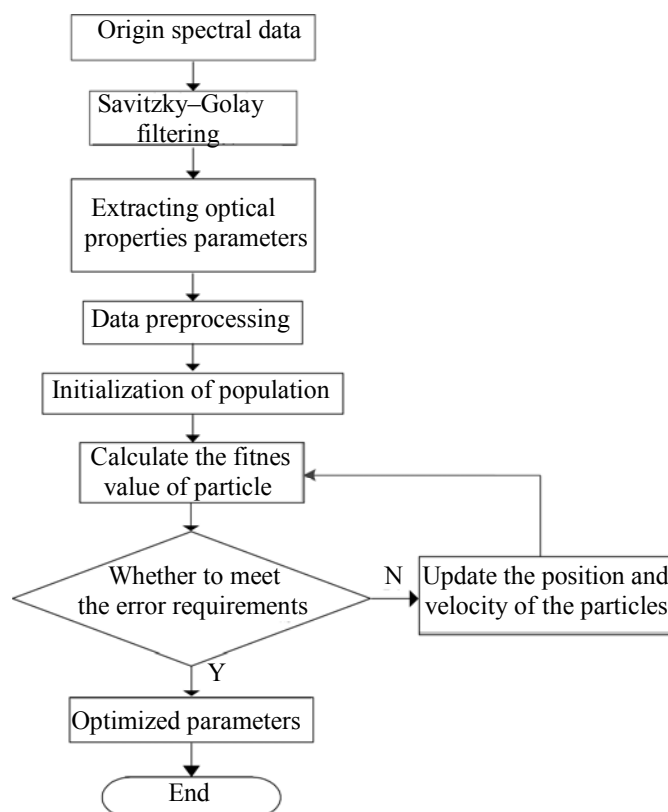 Origin spectral data
Savitzky–Golay
filtering
Extracting optical
properties parameters
Data preprocessing
Initialization of population
Calculate the fitnes
value of particle
Whether to meet
the error requirements
N
Update the position and
velocity of the particles
Y
Optimized parameters
End